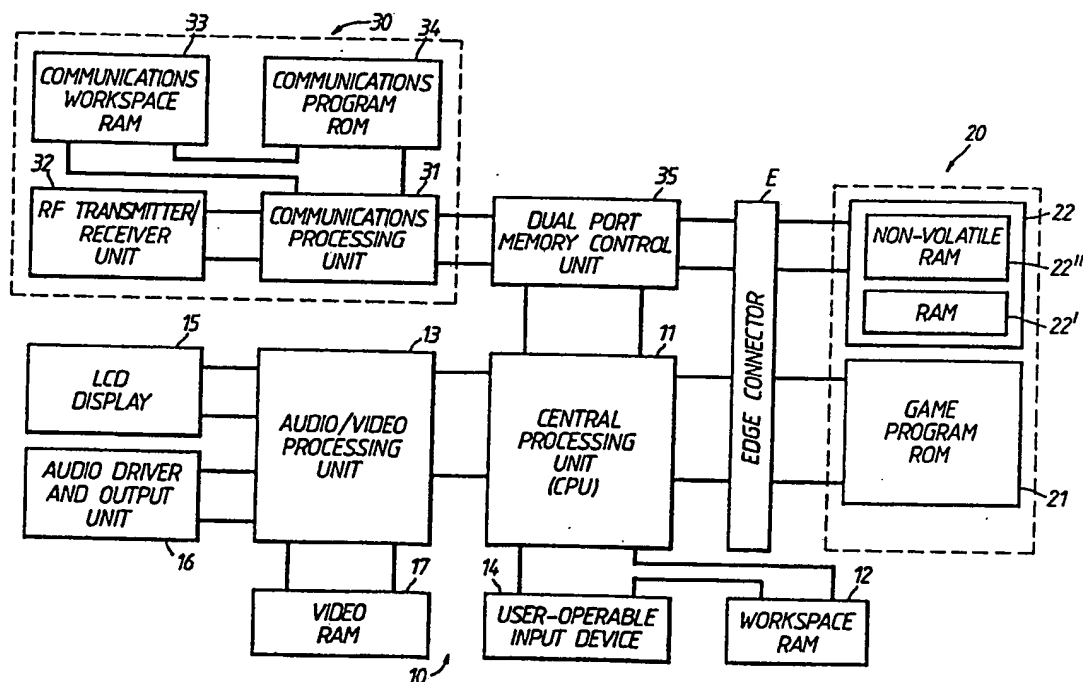 33
30
34
COMMUNICATIONS
WORKSPACE
RAM
COMMUNICATIONS
PROGRAM
ROM
32
31
RF TRANSMITTER/
RECEIVER
UNIT
COMMUNICATIONS
PROCESSING
UNIT
35
DUAL PORT
MEMORY CONTROL
UNIT
E
EDGE CONNECTOR
20
22
NON-VOLATILE
RAM
22"
RAM
22'
15
LCD
DISPLAY
13
AUDIO/VIDEO
PROCESSING
UNIT
11
CENTRAL
PROCESSING
UNIT
(CPU)
GAME
PROGRAM
ROM
21
AUDIO DRIVER
AND OUTPUT
UNIT
16
17
VIDEO
RAM
14
USER-OPERABLE
INPUT DEVICE
12
WORKSPACE
RAM
10